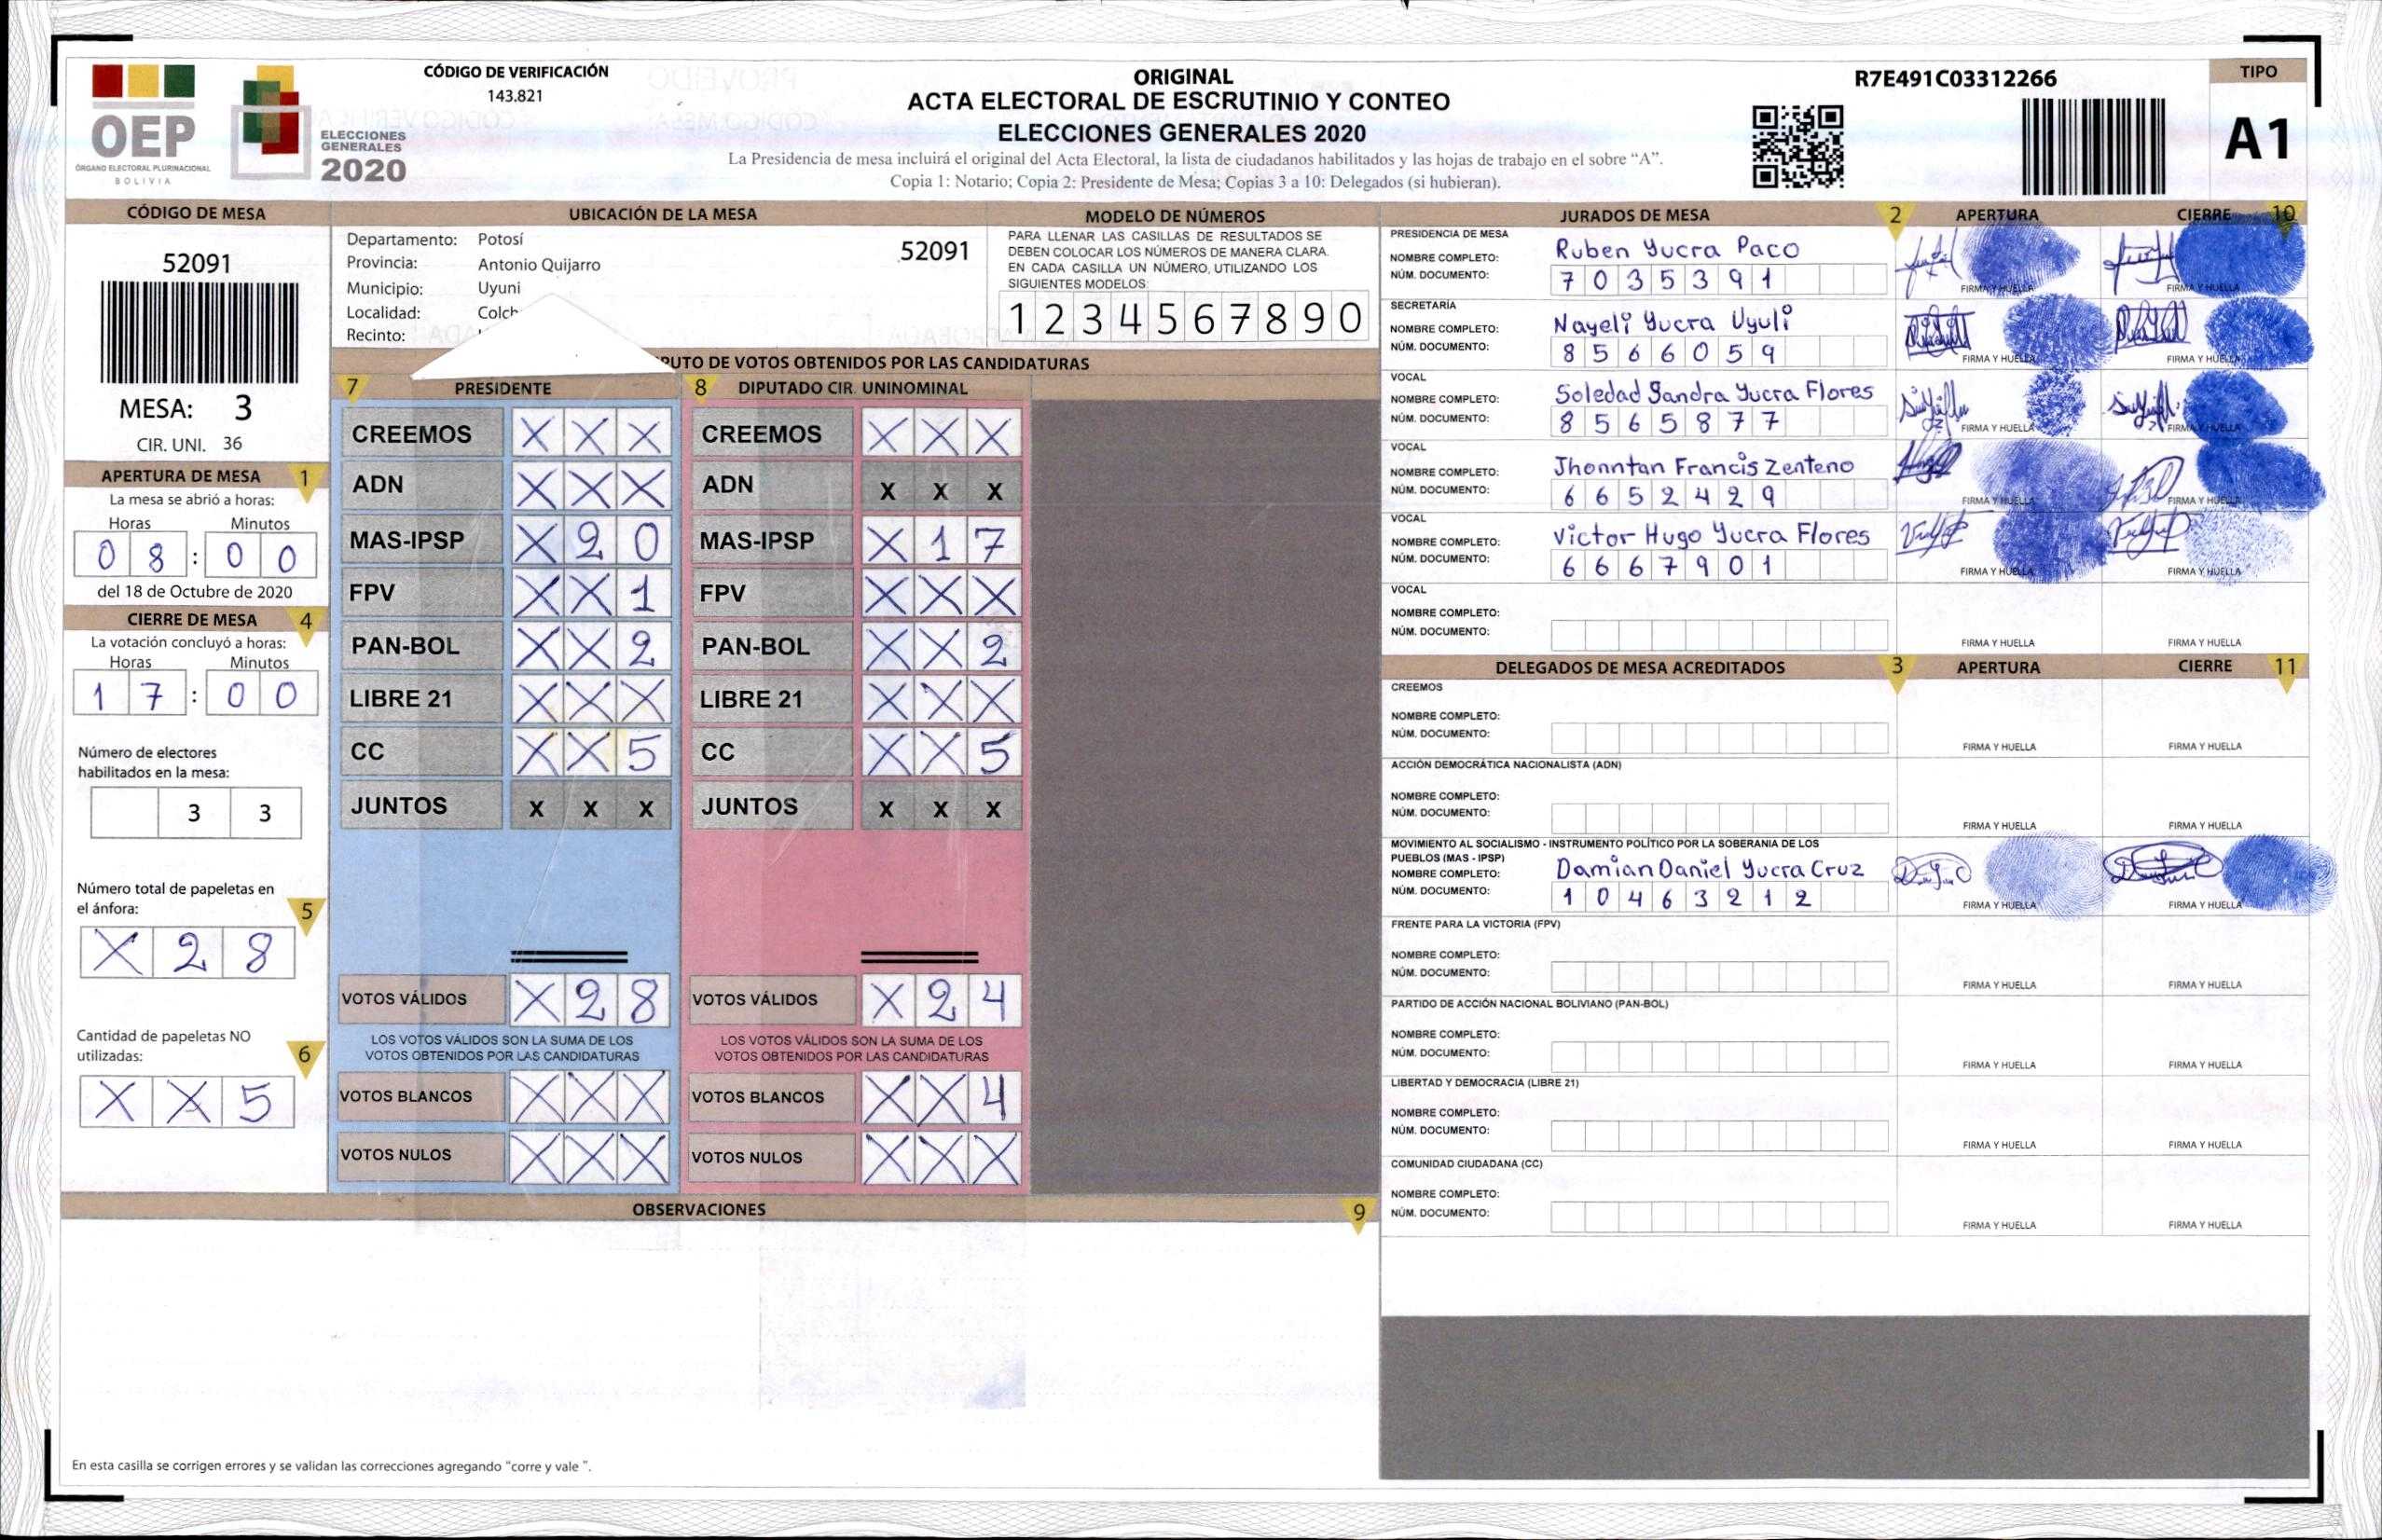 OEP
ÓRGANO ELECTORAL PLURINACIONAL
BOLIVIA
ELECCIONES
GENERALES
2020
CÓDIGO DE VERIFICACIÓN
143.821
ORIGINAL
ACTA ELECTORAL DE ESCRUTINIO Y CONTEO
ELECCIONES GENERALES 2020
La Presidencia de mesa incluirá el original del Acta Electoral, la lista de ciudadanos habilitados y las hojas de trabajo en el sobre “A”.
Copia 1: Notario; Copia 2: Presidente de Mesa; Copias 3 a 10: Delegados (si hubieran).
R7E491C03312266
TIPO
A1
CÓDIGO DE MESA
52091
MESA: 3
CIR. UNI. 36
APERTURA DE MESA 1
La mesa se abrió a horas:
Horas Minutos
0 8 : 0 0
del 18 de Octubre de 2020
CIERRE DE MESA 4
La votación concluyó a horas:
Horas Minutos
1 7 : 0 0
Número de electores
habilitados en la mesa:
3 3
Número total de papeletas en
el ánfora: 5
X 2 8
Cantidad de papeletas NO
utilizadas: 6
X X 5
UBICACIÓN DE LA MESA
Departamento: Potosí 52091
Provincia: Antonio Quijarro
Municipio: Uyuni
Localidad:
Recinto:
MODELO DE NÚMEROS
PARA LLENAR LAS CASILLAS DE RESULTADOS SE
DEBEN COLOCAR LOS NÚMEROS DE MANERA CLARA.
EN CADA CASILLA UN NÚMERO, UTILIZANDO LOS
SIGUIENTES MODELOS:
1 2 3 4 5 6 7 8 9 0
DE VOTOS OBTENIDOS POR LAS CANDIDATURAS
7 PRESIDENTE
CREEMOS X X X
ADN X X X
MAS-IPSP X 2 0
FPV X X 1
PAN-BOL X X 2
LIBRE 21 X X X
CC X X 5
JUNTOS X X X
VOTOS VÁLIDOS X 2 8
LOS VOTOS VÁLIDOS SON LA SUMA DE LOS
VOTOS OBTENIDOS POR LAS CANDIDATURAS
VOTOS BLANCOS X X X
VOTOS NULOS X X X
8 DIPUTADO CIR. UNINOMINAL
CREEMOS X X X
ADN X X X
MAS-IPSP X 1 7
FPV X X X
PAN-BOL X X 2
LIBRE 21 X X X
CC X X 5
JUNTOS X X X
VOTOS VÁLIDOS X 2 4
LOS VOTOS VÁLIDOS SON LA SUMA DE LOS
VOTOS OBTENIDOS POR LAS CANDIDATURAS
VOTOS BLANCOS X X 4
VOTOS NULOS X X X
OBSERVACIONES 9
En esta casilla se corrigen errores y se validan las correcciones agregando "corre y vale ".
JURADOS DE MESA 2 APERTURA CIERRE 10
PRESIDENCIA DE MESA
NOMBRE COMPLETO: Ruben Yucra Paco
NÚM. DOCUMENTO: 7 0 3 5 3 9 1
FIRMA Y HUELLA FIRMA Y HUELLA
SECRETARÍA
NOMBRE COMPLETO: Nayeli Yucra Uyuli
NÚM. DOCUMENTO: 8 5 6 6 0 5 9
FIRMA Y HUELLA FIRMA Y HUELLA
VOCAL
NOMBRE COMPLETO: Soledad Sandra Yucra Flores
NÚM. DOCUMENTO: 8 5 6 5 8 7 7
FIRMA Y HUELLA FIRMA Y HUELLA
VOCAL
NOMBRE COMPLETO: Jhonntan Francis Zenteno
NÚM. DOCUMENTO: 6 6 5 2 4 2 9
FIRMA Y HUELLA FIRMA Y HUELLA
VOCAL
NOMBRE COMPLETO: Victor Hugo Yucra Flores
NÚM. DOCUMENTO: 6 6 6 7 9 0 1
FIRMA Y HUELLA FIRMA Y HUELLA
VOCAL
NOMBRE COMPLETO:
NÚM. DOCUMENTO:
FIRMA Y HUELLA FIRMA Y HUELLA
DELEGADOS DE MESA ACREDITADOS 3 APERTURA CIERRE 11
CREEMOS
NOMBRE COMPLETO:
NÚM. DOCUMENTO:
FIRMA Y HUELLA FIRMA Y HUELLA
ACCIÓN DEMOCRÁTICA NACIONALISTA (ADN)
NOMBRE COMPLETO:
NÚM. DOCUMENTO:
FIRMA Y HUELLA FIRMA Y HUELLA
MOVIMIENTO AL SOCIALISMO - INSTRUMENTO POLÍTICO POR LA SOBERANIA DE LOS
PUEBLOS (MAS - IPSP)
NOMBRE COMPLETO: Damian Daniel Yucra Cruz
NÚM. DOCUMENTO: 1 0 4 6 3 2 1 2
FIRMA Y HUELLA FIRMA Y HUELLA
FRENTE PARA LA VICTORIA (FPV)
NOMBRE COMPLETO:
NÚM. DOCUMENTO:
FIRMA Y HUELLA FIRMA Y HUELLA
PARTIDO DE ACCIÓN NACIONAL BOLIVIANO (PAN-BOL)
NOMBRE COMPLETO:
NÚM. DOCUMENTO:
FIRMA Y HUELLA FIRMA Y HUELLA
LIBERTAD Y DEMOCRACIA (LIBRE 21)
NOMBRE COMPLETO:
NÚM. DOCUMENTO:
FIRMA Y HUELLA FIRMA Y HUELLA
COMUNIDAD CIUDADANA (CC)
NOMBRE COMPLETO:
NÚM. DOCUMENTO:
FIRMA Y HUELLA FIRMA Y HUELLA